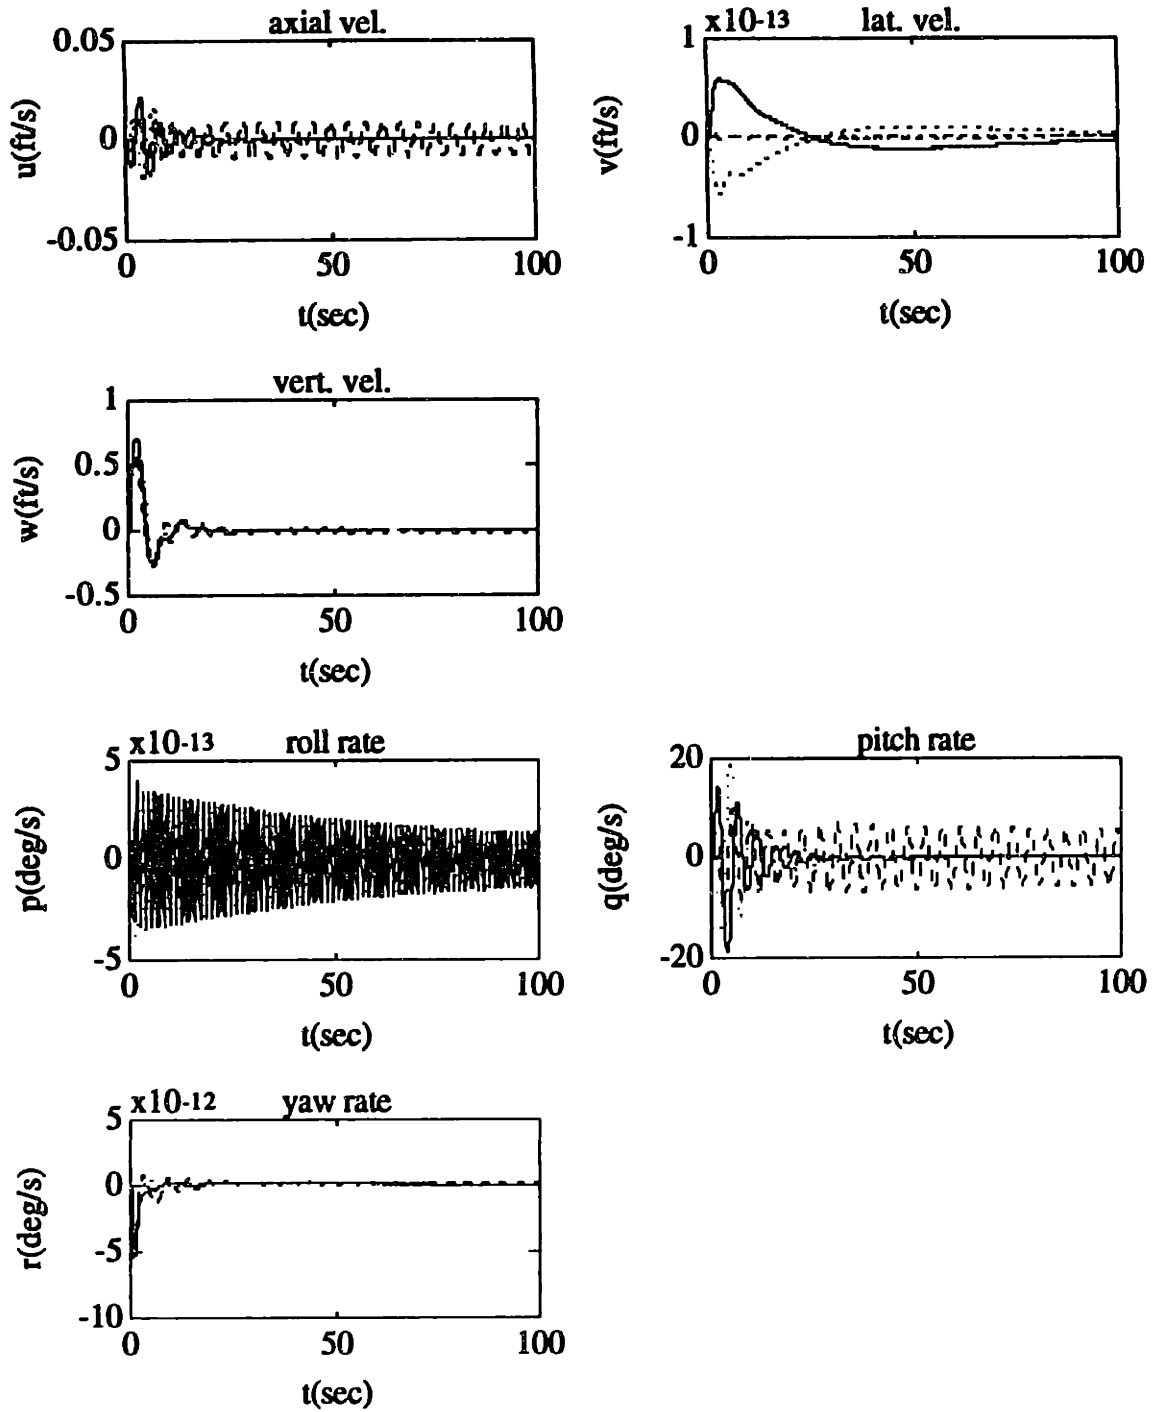 axial vel.
0.05
0
-0.05
u(ft/s)
0
50
100
t(sec)
x10-13
lat. vel.
1
0
-1
v(ft/s)
0
50
100
t(sec)
vert. vel.
1
0.5
0
-0.5
w(ft/s)
0
50
100
t(sec)
x10-13
roll rate
5
0
-5
p(deg/s)
0
50
100
t(sec)
pitch rate
20
0
-20
q(deg/s)
0
50
100
t(sec)
x10-12
yaw rate
5
0
-5
-10
r(deg/s)
0
50
100
t(sec)